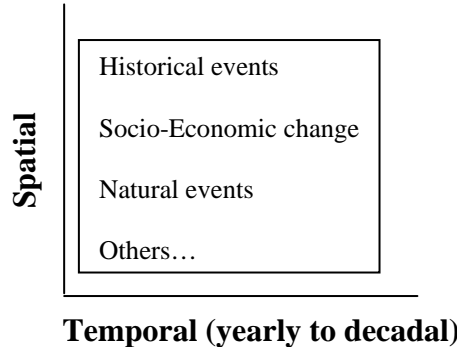 Spatial
Historical events
Socio-Economic change
Natural events
Others…
Temporal (yearly to decadal)